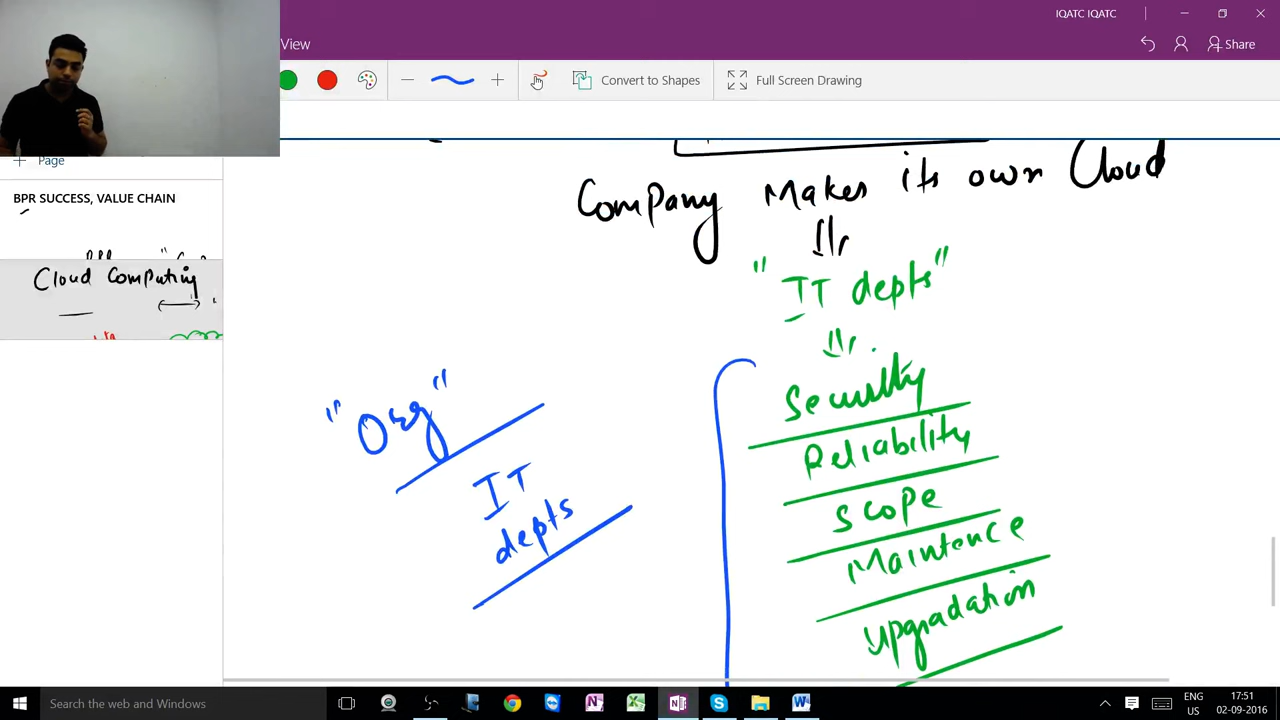 IQATC IQATC
View
Convert to Shapes
Full Screen Drawing
Share
Page
BPR SUCCESS, VALUE CHAIN
Cloud Computing
Company Makes its own Cloud
"IT depts"
Security
Reliability
Scope
Maintence
Upgradation
"Org"
IT
depts
Search the web and Windows
ENG
US
17:51
02-09-2016